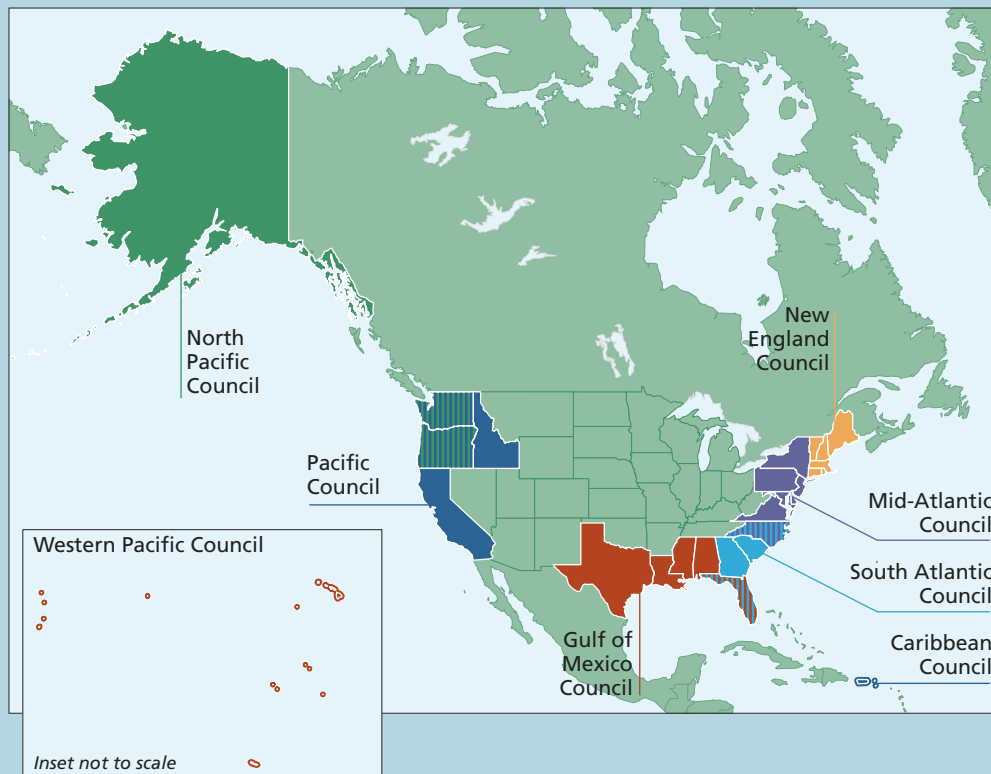 North
Pacific
Council
New
England
Council
Pacific
Council
Mid-Atlantic
Council
South Atlantic
Council
Caribbean
Council
Gulf of
Mexico
Council
Western Pacific Council
Inset not to scale